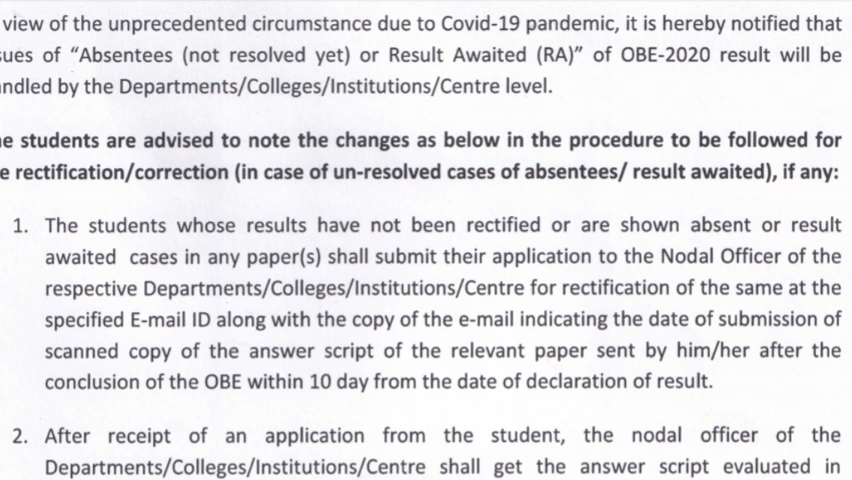 view of the unprecedented circumstance due to Covid-19 pandemic, it is hereby notified that
sues of “Absentees (not resolved yet) or Result Awaited (RA)” of OBE-2020 result will be
ndled by the Departments/Colleges/Institutions/Centre level.
e students are advised to note the changes as below in the procedure to be followed for
e rectification/correction (in case of un-resolved cases of absentees/ result awaited), if any:
1. The students whose results have not been rectified or are shown absent or result
awaited cases in any paper(s) shall submit their application to the Nodal Officer of the
respective Departments/Colleges/Institutions/Centre for rectification of the same at the
specified E-mail ID along with the copy of the e-mail indicating the date of submission of
scanned copy of the answer script of the relevant paper sent by him/her after the
conclusion of the OBE within 10 day from the date of declaration of result.
2. After receipt of an application from the student, the nodal officer of the
Departments/Colleges/Institutions/Centre shall get the answer script evaluated in